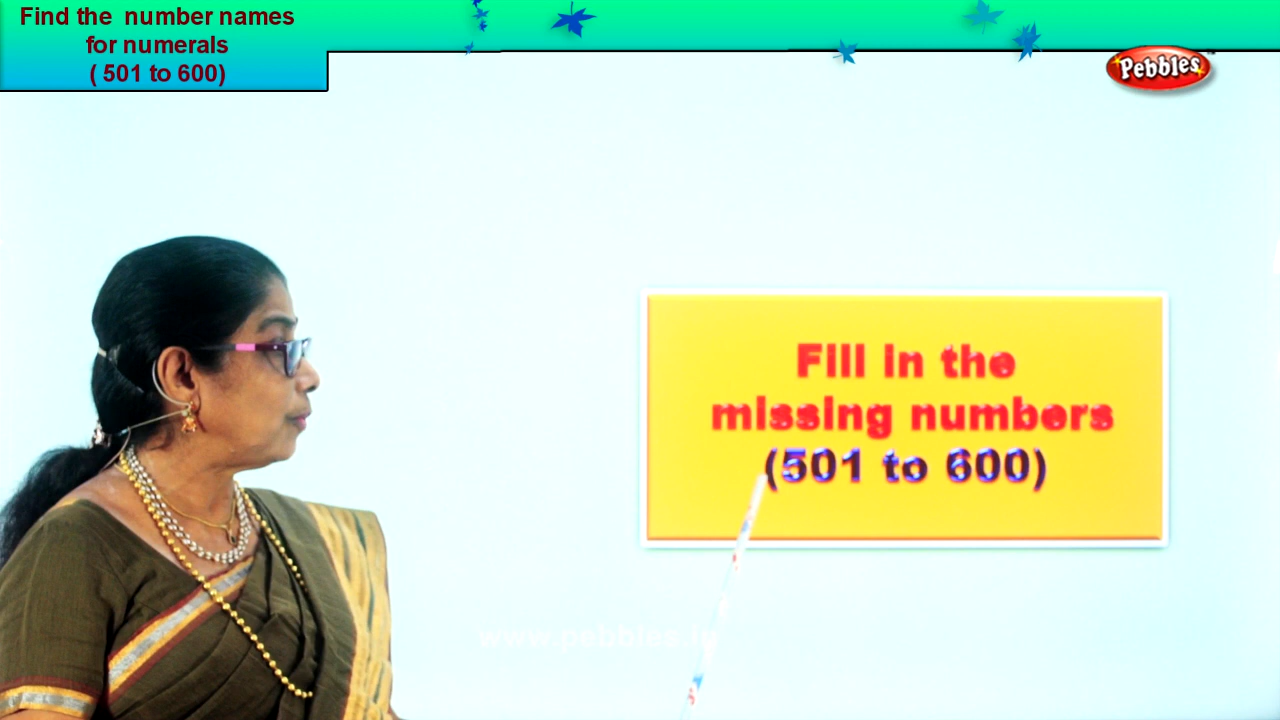 Find the number names
for numerals
( 501 to 600)
Pebbles
Fill in the
missing numbers
(501 to 600)
www.pebbles.i